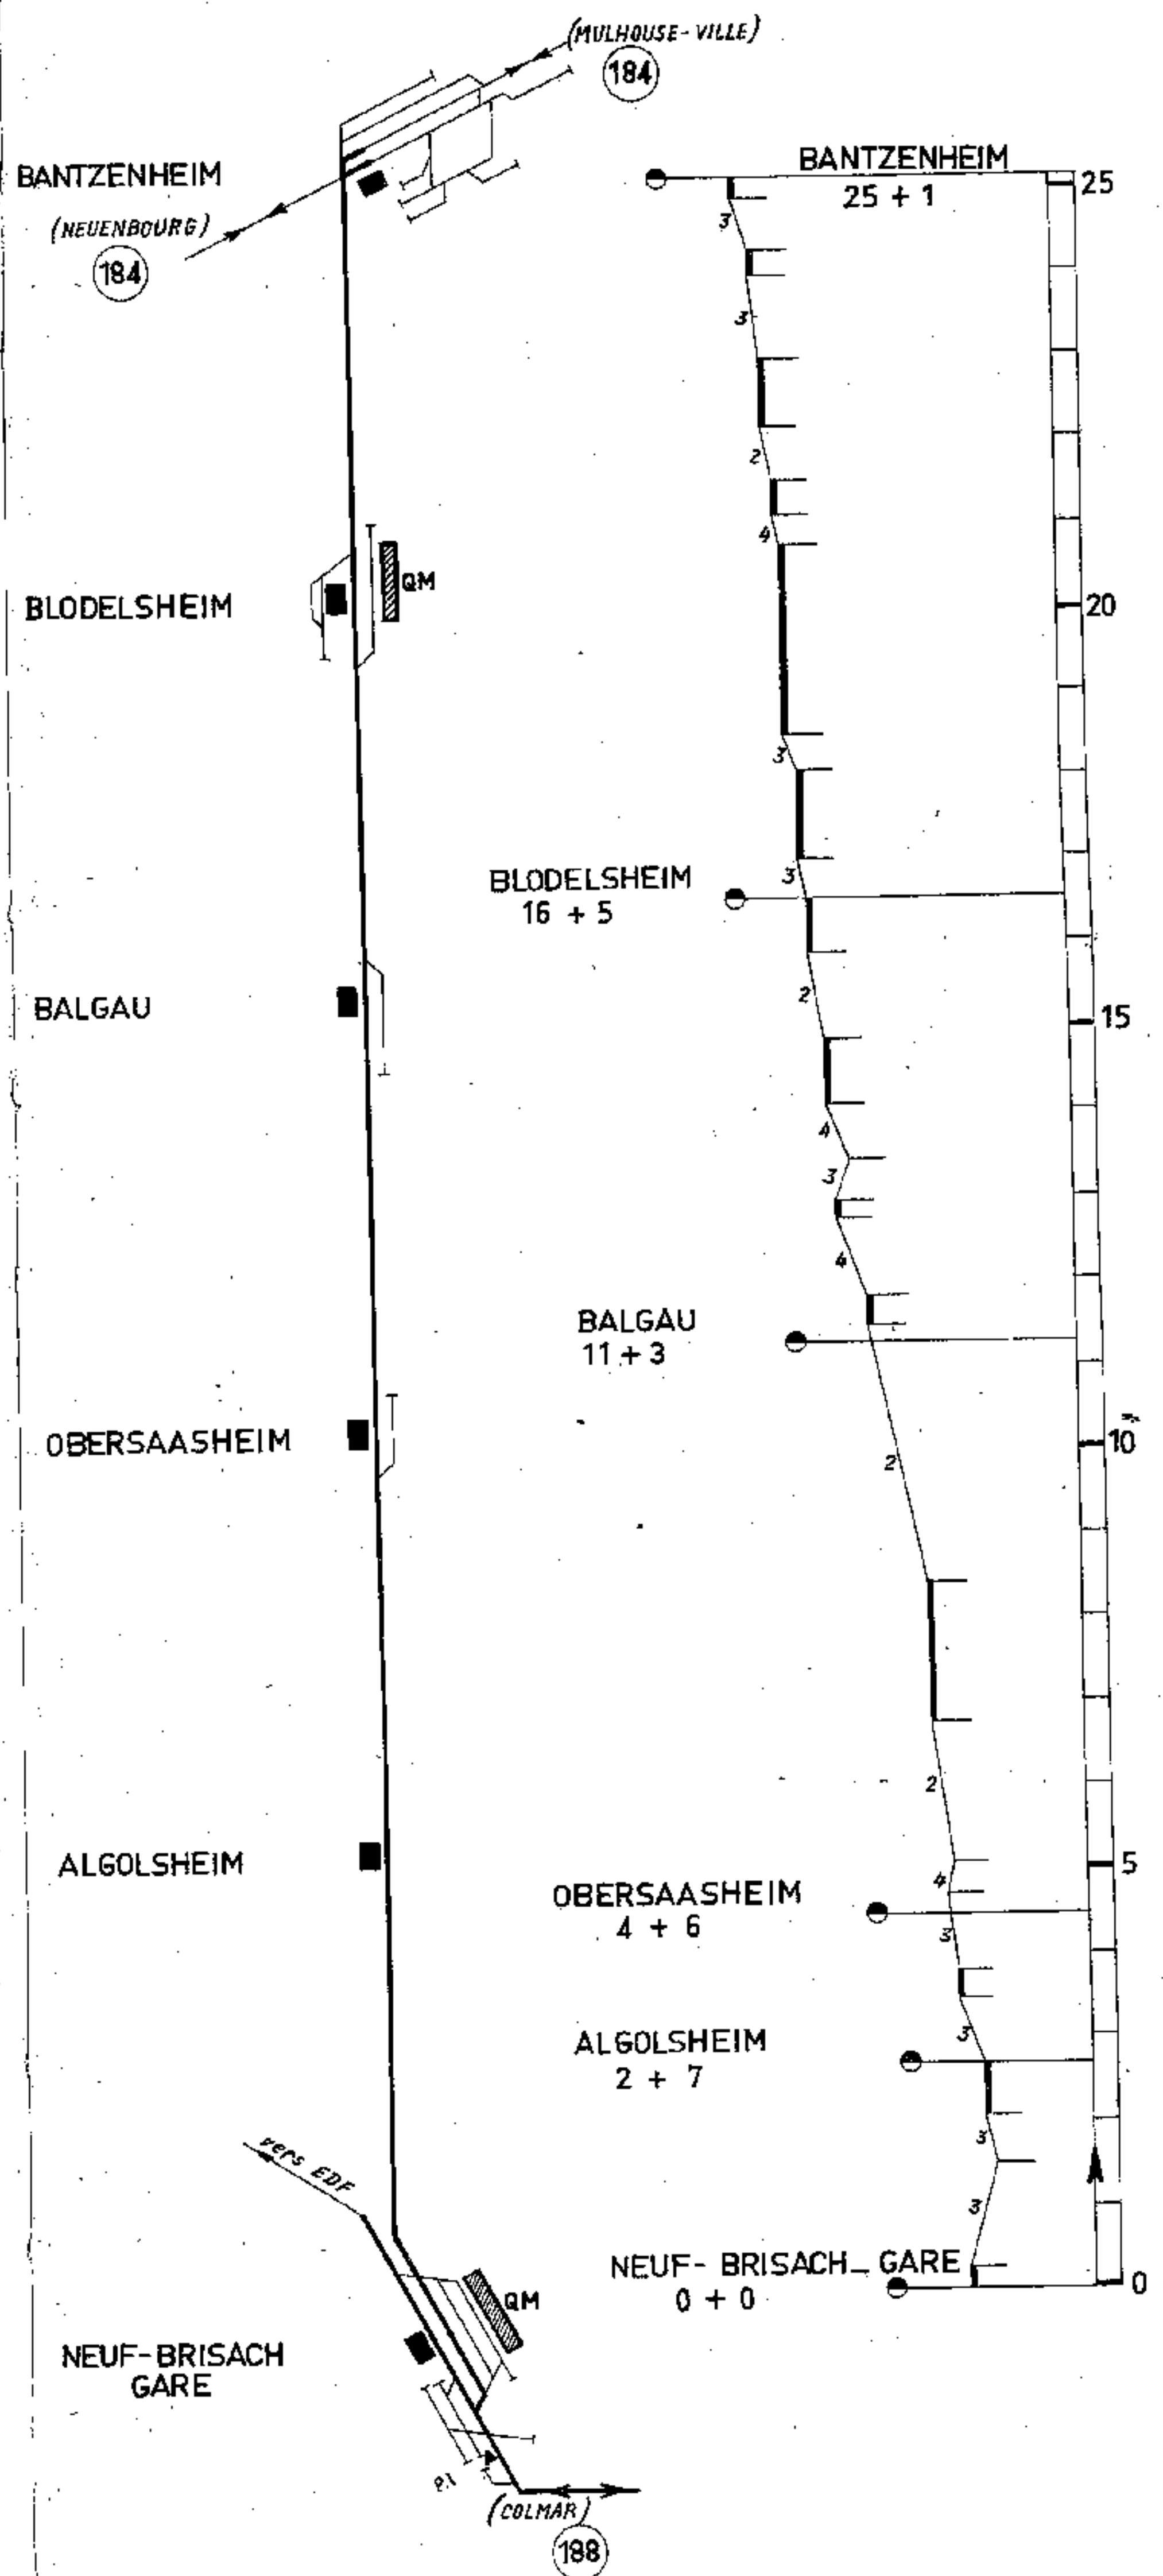 (MULHOUSE-VILLE)
184
BANTZENHEIM
(NEUENBOURG)
184
BLODELSHEIM
QM
BALGAU
OBERSAASHEIM
ALGOLSHEIM
vers EDF
QM
NEUF-BRISACH
GARE
P.I
(COLMAR)
188
BANTZENHEIM
25 + 1
25
3
3
2
4
20
3
3
BLODELSHEIM
16 + 5
2
15
4
3
4
BALGAU
11 + 3
10
2
2
5
4
OBERSAASHEIM
4 + 6
3
3
ALGOLSHEIM
2 + 7
3
3
NEUF-BRISACH_GARE
0 + 0
0